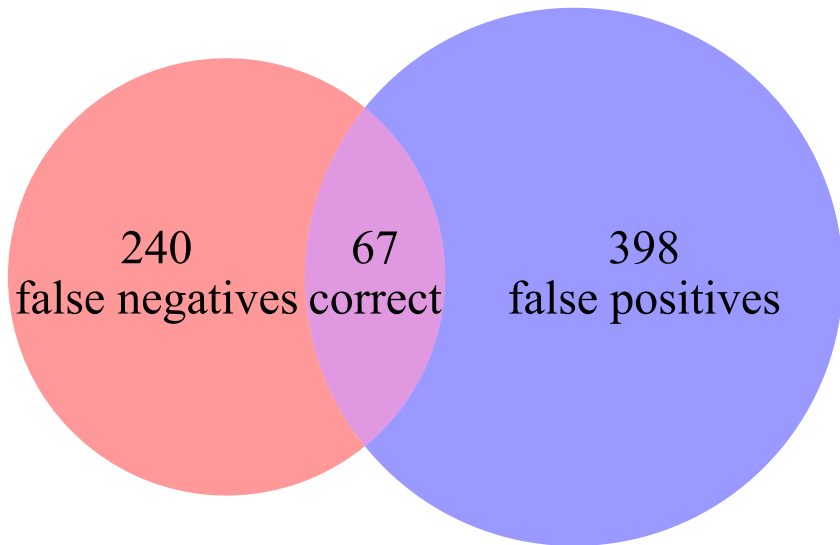 240
false negatives
67
correct
398
false positives